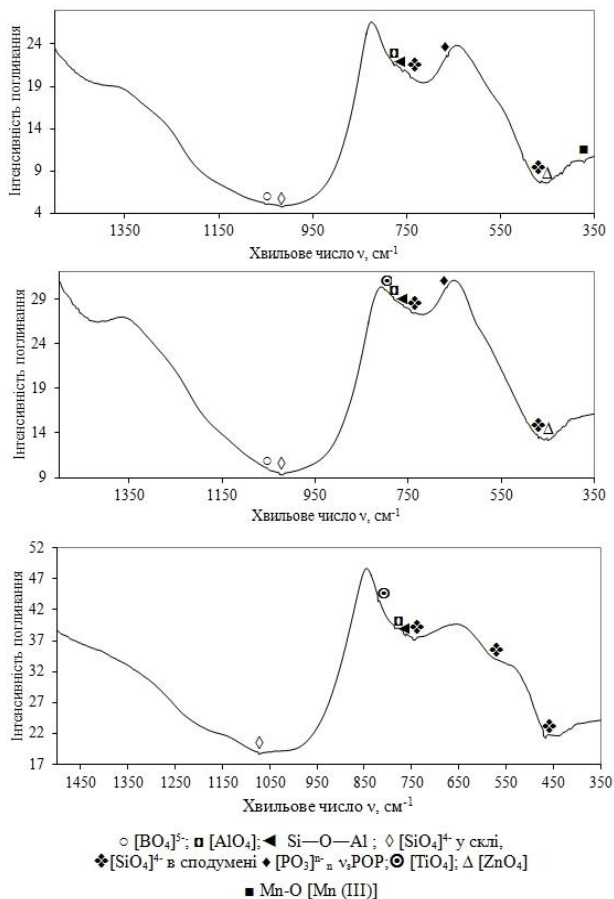 24
19
14
9
4
Інтенсивність поглинання
1350 1150 950 750 550 350
Хвильове число ν, см-1
29
24
19
14
9
Інтенсивність поглинання
1350 1150 950 750 550 350
Хвильове число ν, см-1
52
47
42
37
32
27
22
17
Інтенсивність поглинання
1450 1350 1250 1150 1050 950 850 750 650 550 450 350
Хвильове число ν, см-1
○ [BO₄]⁵⁻; ◘ [AlO₄];◄ Si—O—Al ; ◊ [SiO₄]⁴⁻ у склі,
❖[SiO₄]⁴⁻ в сподумені ♦ [PO₃]ⁿ⁻ₙ νₛPOP;⊙ [TiO₄]; Δ [ZnO₄]
■ Mn-O [Mn (III)]